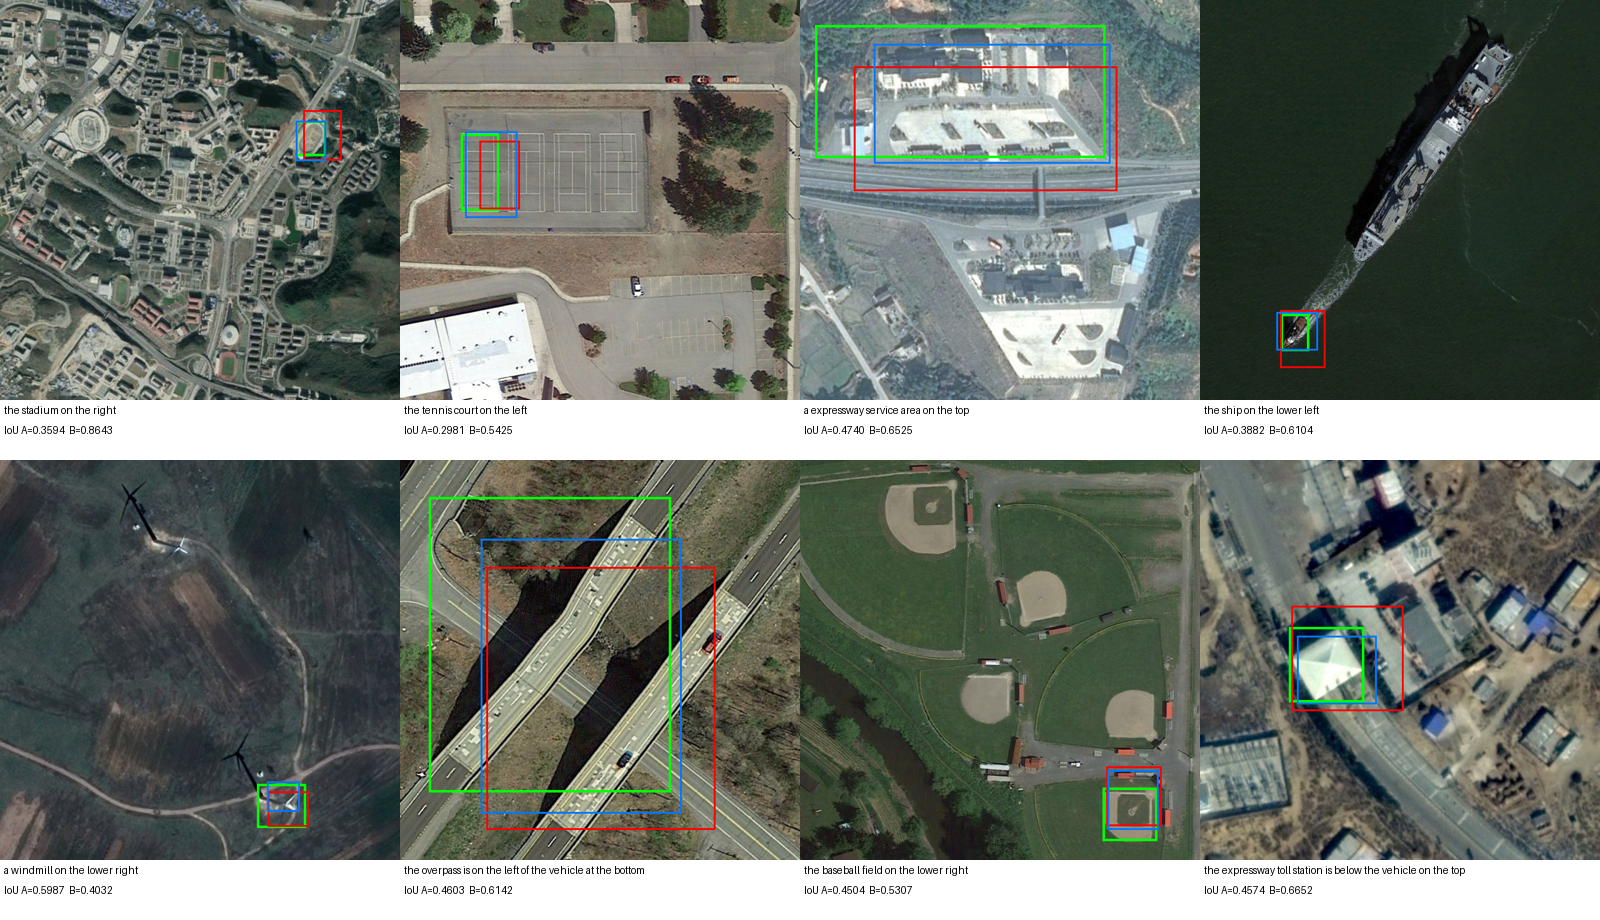 the stadium on the right
IoU A=0.3594 B=0.8643
the tennis court on the left
IoU A=0.2981 B=0.5425
a expressway service area on the top
IoU A=0.4740 B=0.6525
the ship on the lower left
IoU A=0.3882 B=0.6104
a windmill on the lower right
IoU A=0.5987 B=0.4032
the overpass is on the left of the vehicle at the bottom
IoU A=0.4603 B=0.6142
the baseball field on the lower right
IoU A=0.4504 B=0.5307
the expressway toll station is below the vehicle on the top
IoU A=0.4574 B=0.6652